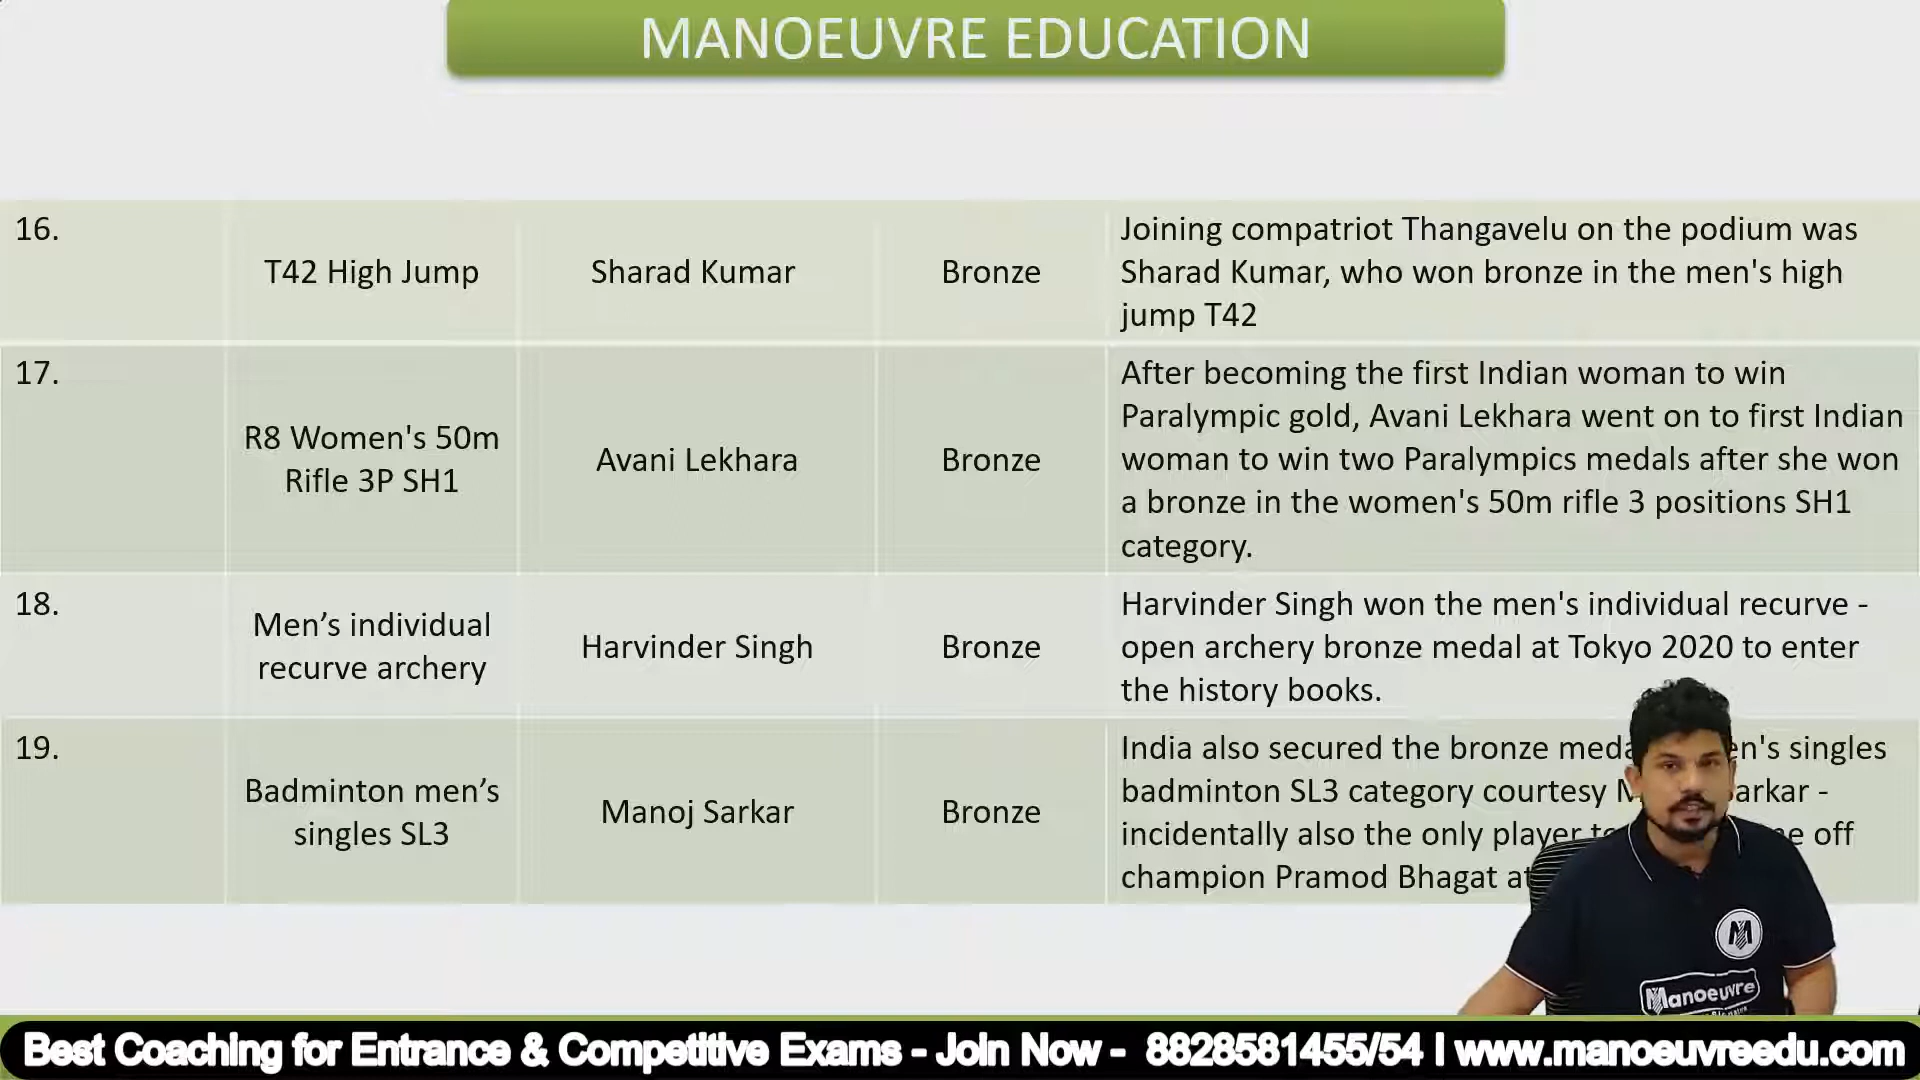 MANOEUVRE EDUCATION
16.
T42 High Jump
Sharad Kumar
Bronze
Joining compatriot Thangavelu on the podium was
Sharad Kumar, who won bronze in the men's high
jump T42
17.
R8 Women's 50m
Rifle 3P SH1
Avani Lekhara
Bronze
After becoming the first Indian woman to win
Paralympic gold, Avani Lekhara went on to first Indian
woman to win two Paralympics medals after she won
a bronze in the women's 50m rifle 3 positions SH1
category.
18.
Men’s individual
recurve archery
Harvinder Singh
Bronze
Harvinder Singh won the men's individual recurve -
open archery bronze medal at Tokyo 2020 to enter
the history books.
19.
Badminton men’s
singles SL3
Manoj Sarkar
Bronze
India also secured the bronze singles
badminton SL3 category courtesy -
incidentally also the only player off
champion Pramod Bhagat
M
Manoeuvre
Best Coaching for Entrance & Competitive Exams - Join Now - 8828581455/54 I www.manoeuvreedu.com